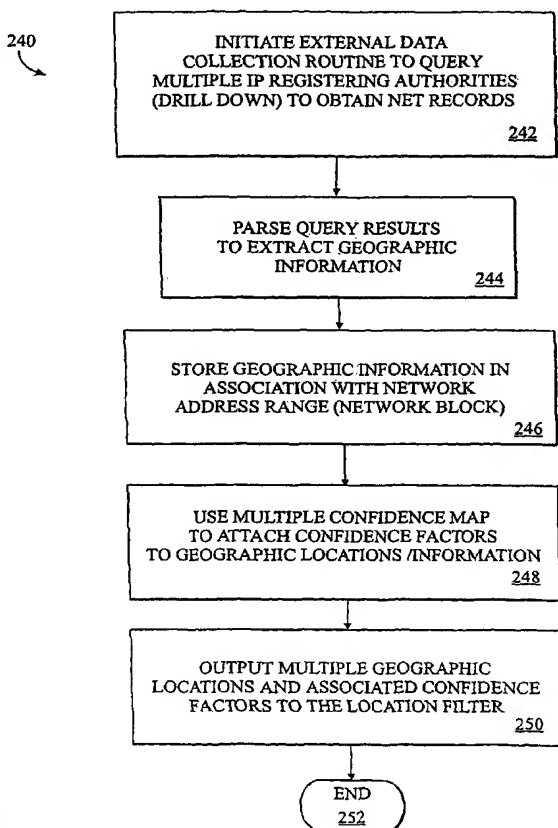 240
INITIATE EXTERNAL DATA
COLLECTION ROUTINE TO QUERY
MULTIPLE IP REGISTERING AUTHORITIES
(DRILL DOWN) TO OBTAIN NET RECORDS
242
PARSE QUERY RESULTS
TO EXTRACT GEOGRAPHIC
INFORMATION
244
STORE GEOGRAPHIC INFORMATION IN
ASSOCIATION WITH NETWORK
ADDRESS RANGE (NETWORK BLOCK)
246
USE MULTIPLE CONFIDENCE MAP
TO ATTACH CONFIDENCE FACTORS
TO GEOGRAPHIC LOCATIONS /INFORMATION
248
OUTPUT MULTIPLE GEOGRAPHIC
LOCATIONS AND ASSOCIATED CONFIDENCE
FACTORS TO THE LOCATION FILTER
250
END
252